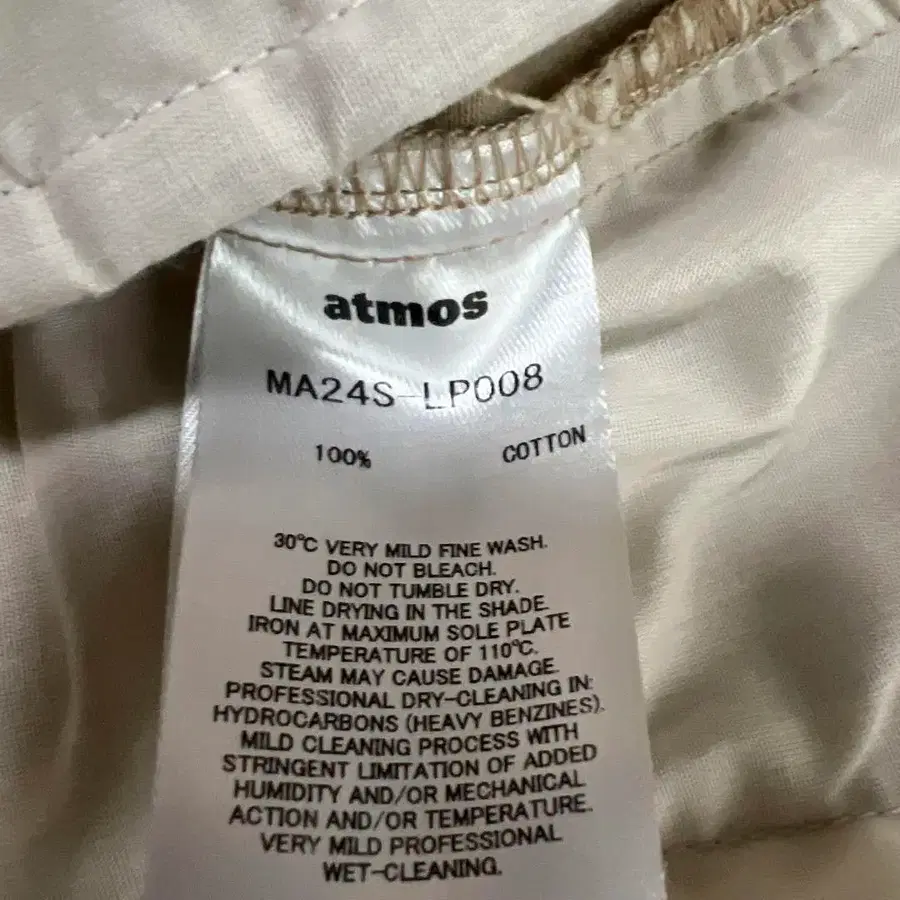 atmos
MA24S-LP008
100% COTTON
30℃ VERY MILD FINE WASH.
DO NOT BLEACH.
DO NOT TUMBLE DRY.
LINE DRYING IN THE SHADE.
IRON AT MAXIMUM SOLE PLATE
TEMPERATURE OF 110℃.
STEAM MAY CAUSE DAMAGE.
PROFESSIONAL DRY-CLEANING IN:
HYDROCARBONS (HEAVY BENZINES).
MILD CLEANING PROCESS WITH
STRINGENT LIMITATION OF ADDED
HUMIDITY AND/OR MECHANICAL
ACTION AND/OR TEMPERATURE.
VERY MILD PROFESSIONAL
WET-CLEANING.